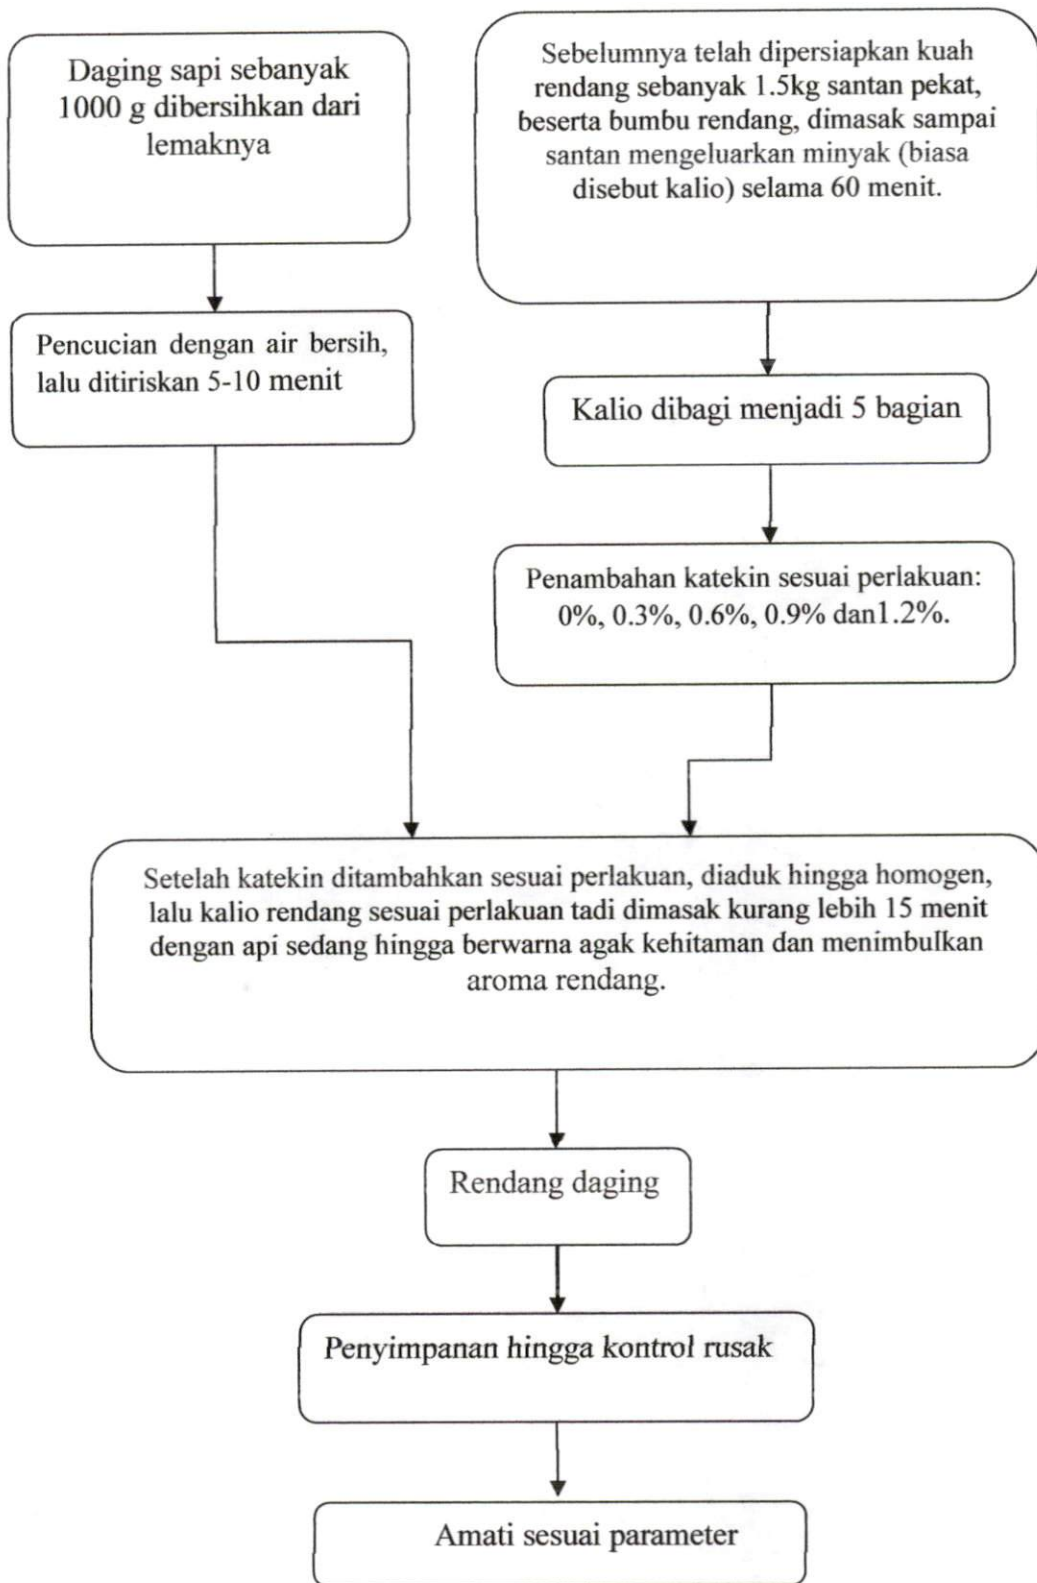 Daging sapi sebanyak
1000 g dibersihkan dari
lemaknya
Sebelumnya telah dipersiapkan kuah
rendang sebanyak 1.5kg santan pekat,
beserta bumbu rendang, dimasak sampai
santan mengeluarkan minyak (biasa
disebut kalio) selama 60 menit.
Pencucian dengan air bersih,
lalu ditiriskan 5-10 menit
Kalio dibagi menjadi 5 bagian
Penambahan katekin sesuai perlakuan:
0%, 0.3%, 0.6%, 0.9% dan1.2%.
Setelah katekin ditambahkan sesuai perlakuan, diaduk hingga homogen,
lalu kalio rendang sesuai perlakuan tadi dimasak kurang lebih 15 menit
dengan api sedang hingga berwarna agak kehitaman dan menimbulkan
aroma rendang.
Rendang daging
Penyimpanan hingga kontrol rusak
Amati sesuai parameter